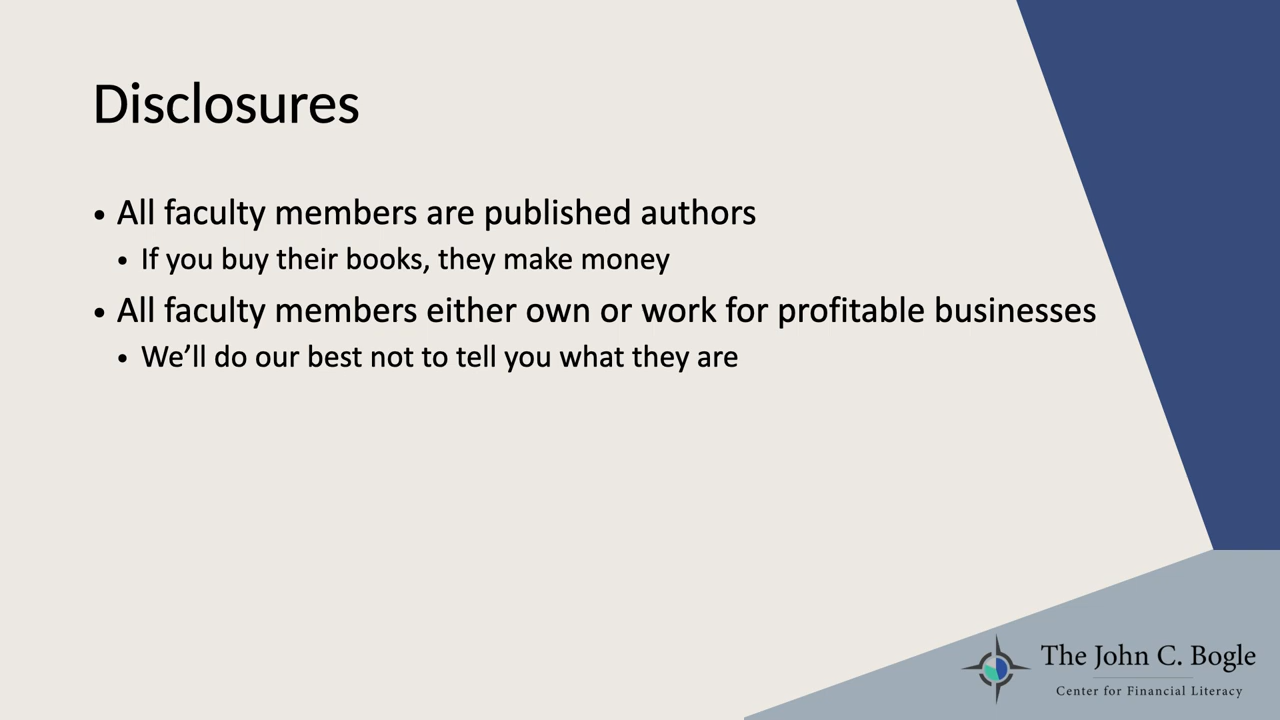 Disclosures
• All faculty members are published authors
• If you buy their books, they make money
• All faculty members either own or work for profitable businesses
• We’ll do our best not to tell you what they are
The John C. Bogle
Center for Financial Literacy